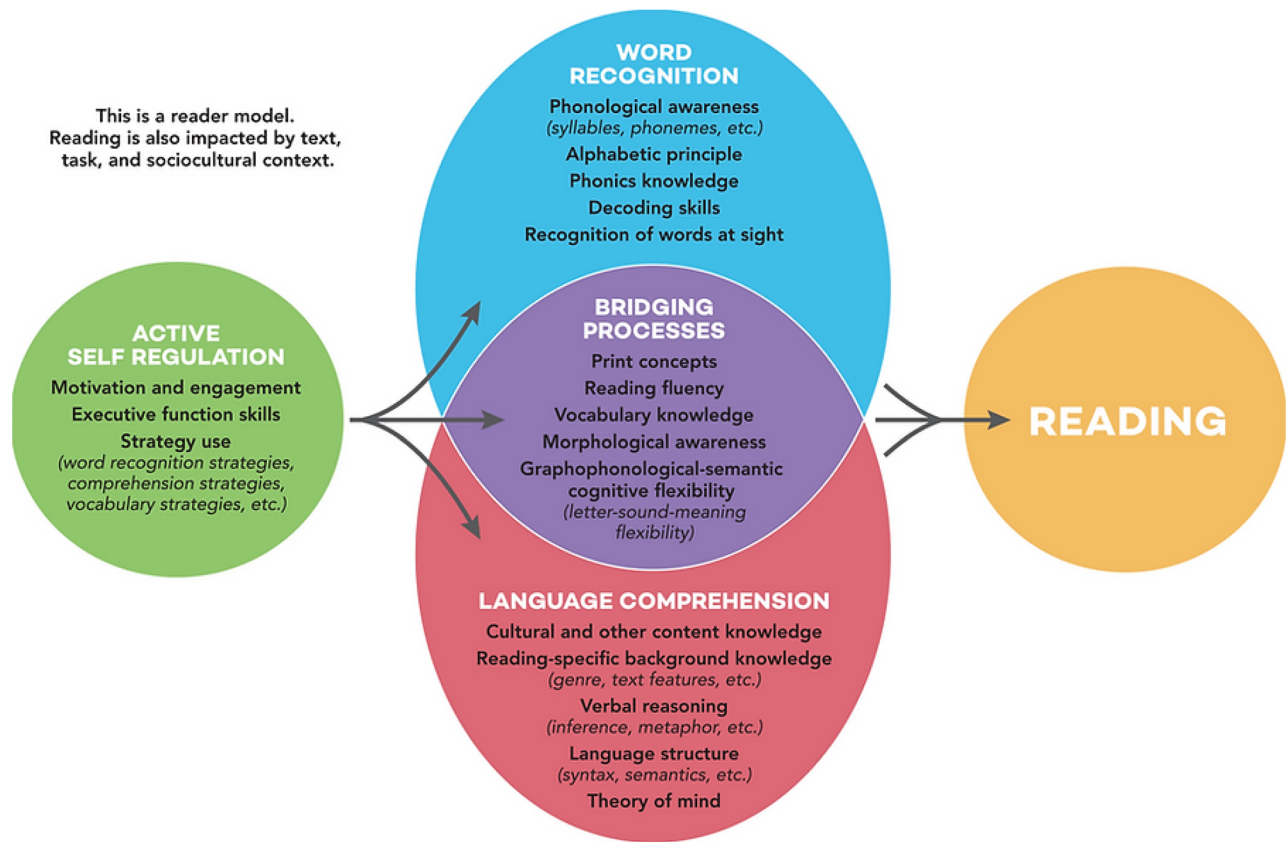 This is a reader model.
Reading is also impacted by text,
task, and sociocultural context.
ACTIVE
SELF REGULATION
Motivation and engagement
Executive function skills
Strategy use
(word recognition strategies,
comprehension strategies,
vocabulary strategies, etc.)
WORD
RECOGNITION
Phonological awareness
(syllables, phonemes, etc.)
Alphabetic principle
Phonics knowledge
Decoding skills
Recognition of words at sight
BRIDGING
PROCESSES
Print concepts
Reading fluency
Vocabulary knowledge
Morphological awareness
Graphophonological-semantic
cognitive flexibility
(letter-sound-meaning
flexibility)
LANGUAGE COMPREHENSION
Cultural and other content knowledge
Reading-specific background knowledge
(genre, text features, etc.)
Verbal reasoning
(inference, metaphor, etc.)
Language structure
(syntax, semantics, etc.)
Theory of mind
READING